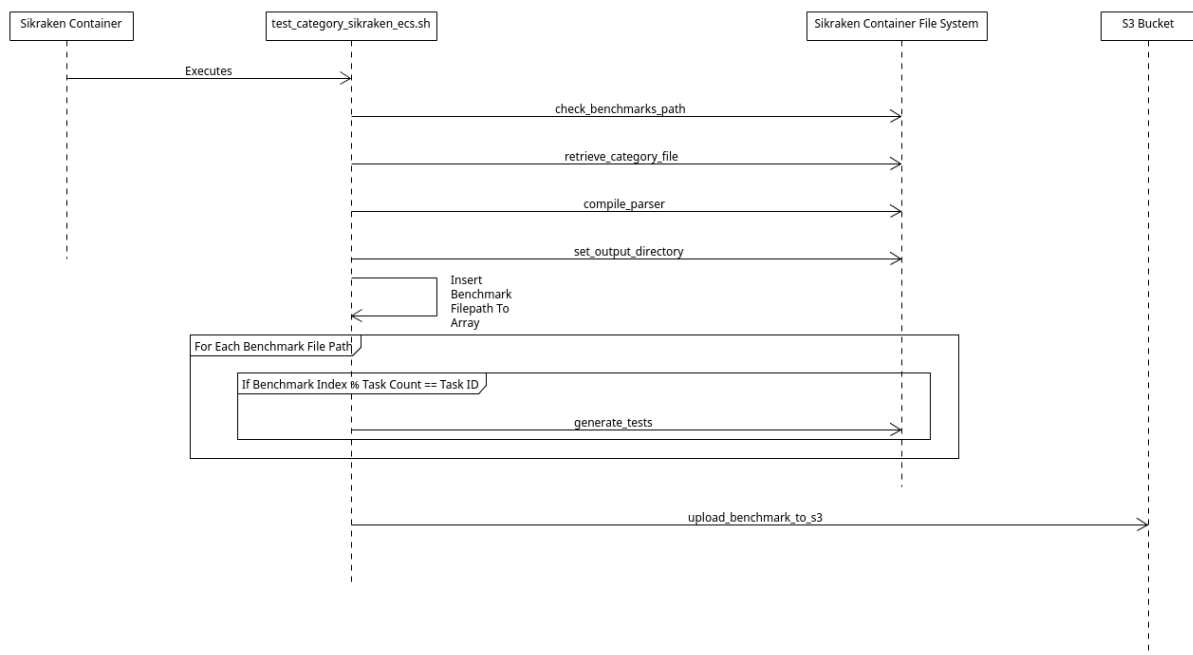 Sikraken Container
test_category_sikraken_ecs.sh
Sikraken Container File System
S3 Bucket
Executes
check_benchmarks_path
retrieve_category_file
compile_parser
set_output_directory
Insert
Benchmark
Filepath To
Array
For Each Benchmark File Path
If Benchmark Index % Task Count == Task ID
generate_tests
upload_benchmark_to_s3